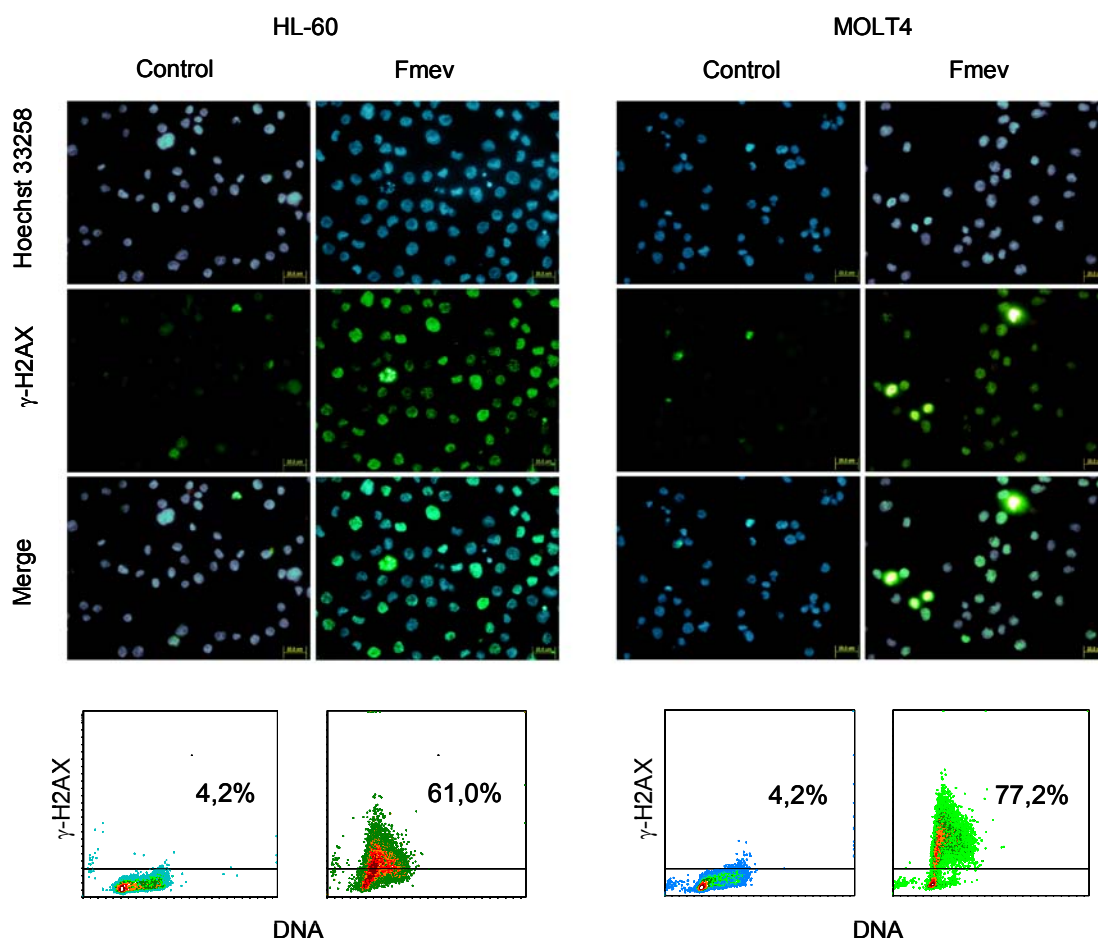 HL-60 MOLT4
Control Fmev Control Fmev
Hoechst 33258
γ-H2AX
Merge
γ-H2AX 4,2% 61,0% γ-H2AX 4,2% 77,2%
DNA DNA